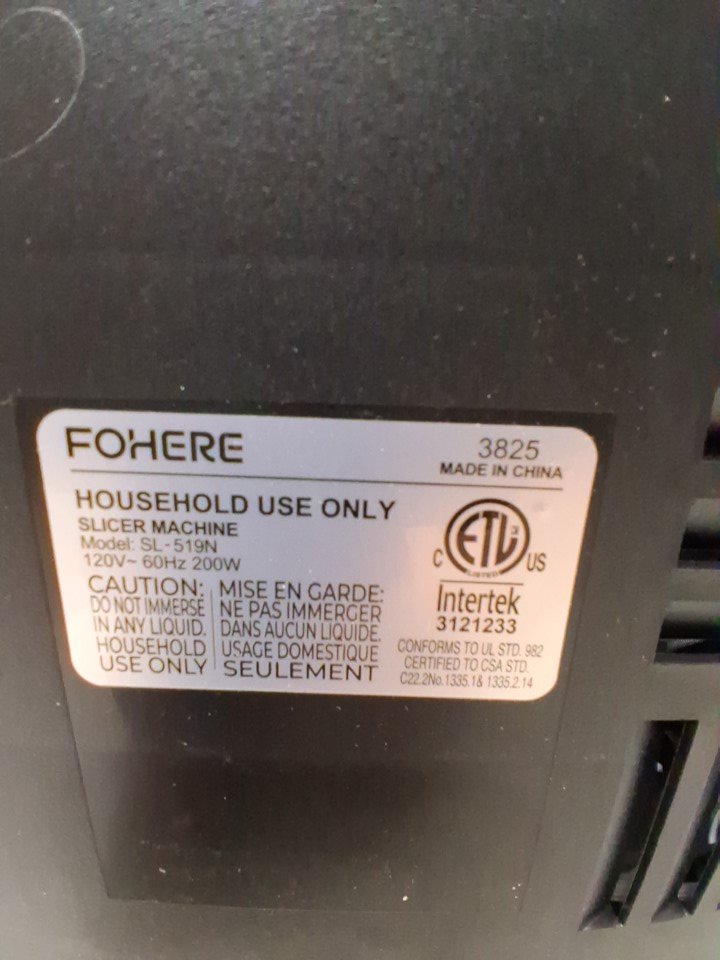 FOHERE
3825
MADE IN CHINA
HOUSEHOLD USE ONLY
SLICER MACHINE
Model: SL-519N
120V~ 60Hz 200W
CAUTION:
DO NOT IMMERSE
IN ANY LIQUID.
HOUSEHOLD
USE ONLY
MISE EN GARDE:
NE PAS IMMERGER
DANS AUCUN LIQUIDE.
USAGE DOMESTIQUE
SEULEMENT
ETL
LISTED
C US
Intertek
3121233
CONFORMS TO UL STD. 982
CERTIFIED TO CSA STD.
C22.2No.1335.1& 1335.2.14